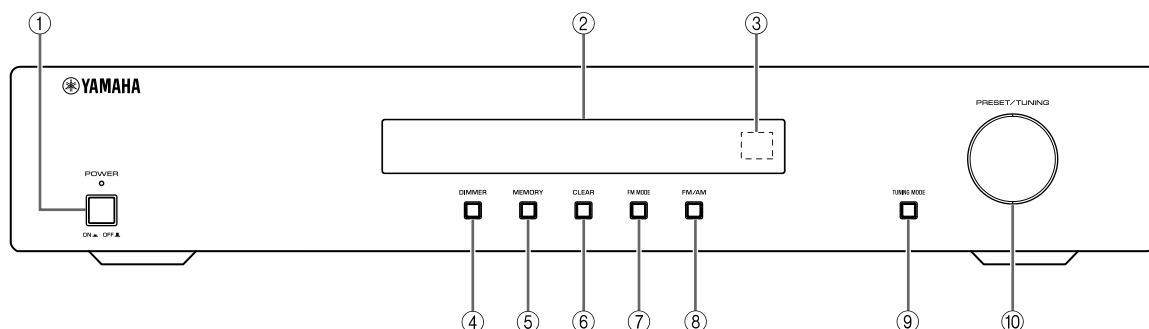 ① ② ③
YAMAHA
PRESET/TUNING
POWER
DIMMER MEMORY CLEAR FM MODE FM/AM TUNING MODE
ON OFF
④ ⑤ ⑥ ⑦ ⑧ ⑨ ⑩